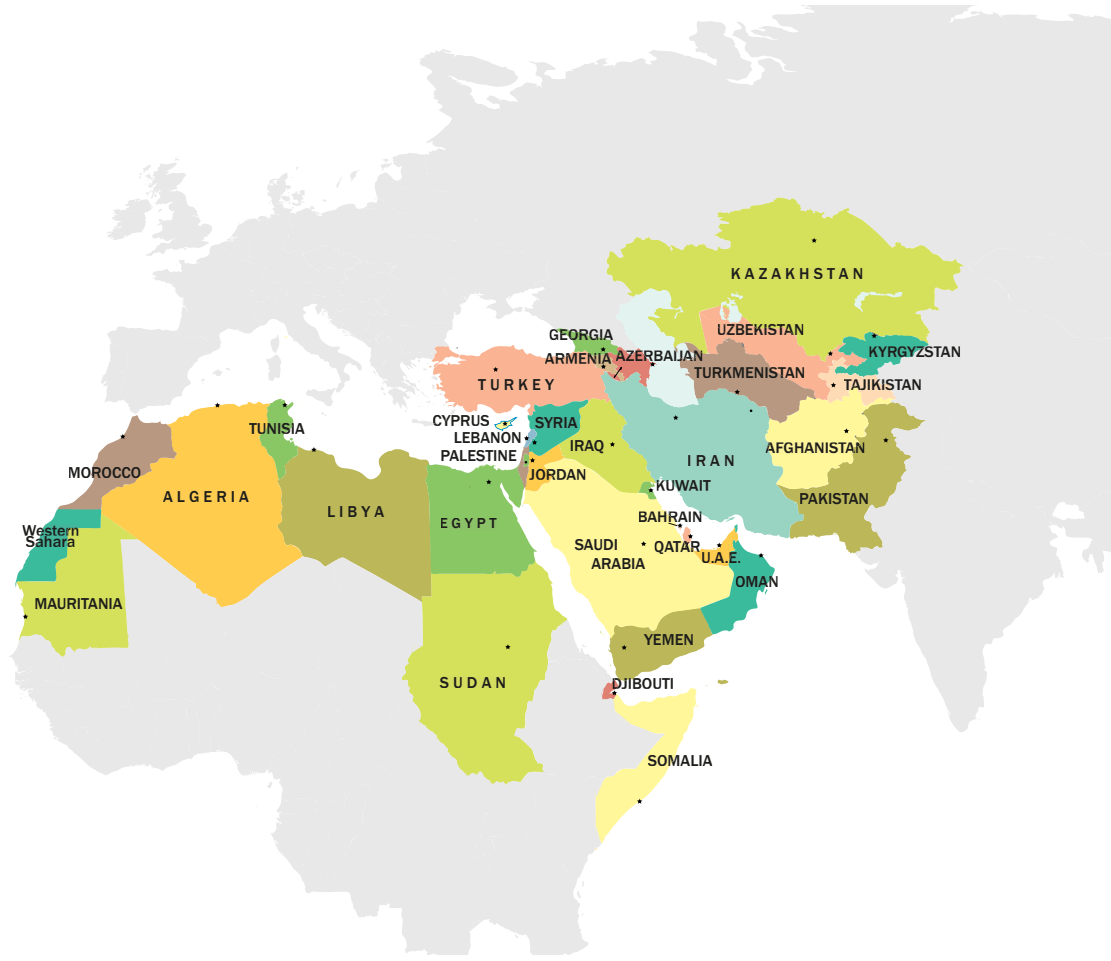 KAZAKHSTAN
UZBEKISTAN
GEORGIA
KYRGYZSTAN
ARMENIA
AZERBAIJAN
TURKMENISTAN
TURKEY
TAJIKISTAN
CYPRUS
SYRIA
TUNISIA
LEBANON
IRAQ
AFGHANISTAN
PALESTINE
IRAN
MOROCCO
JORDAN
KUWAIT
ALGERIA
PAKISTAN
LIBYA
BAHRAIN
EGYPT
Western
Sahara
SAUDI
ARABIA
QATAR
U.A.E.
OMAN
MAURITANIA
YEMEN
SUDAN
DJIBOUTI
SOMALIA